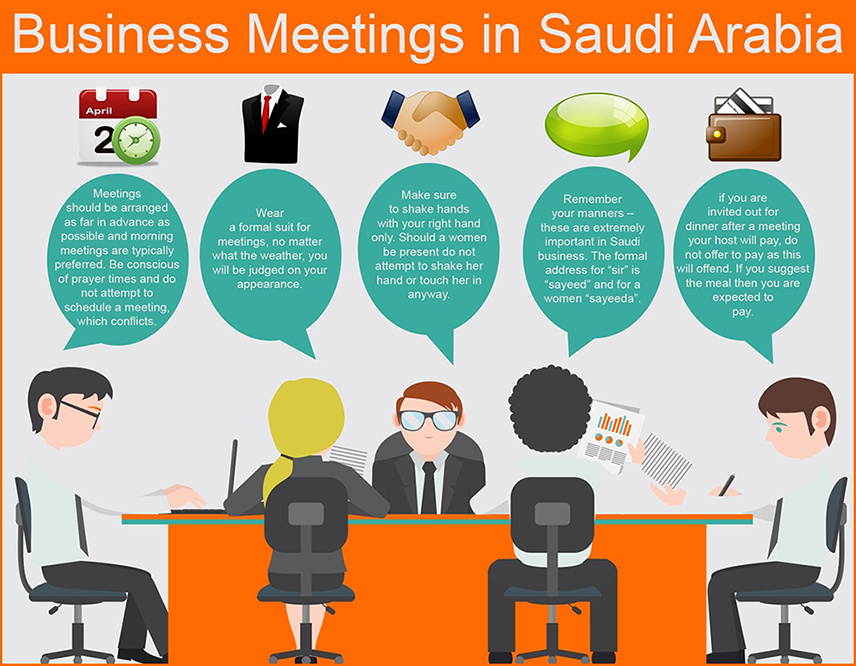 Business Meetings in Saudi Arabia
April
2
Meetings
should be arranged
as far in advance as
possible and morning
meetings are typically
preferred. Be conscious
of prayer times and do
not attempt to
schedule a meeting,
which conflicts.
Wear
a formal suit for
meetings, no matter
what the weather, you
will be judged on your
appearance.
Make sure
to shake hands
with your right hand
only. Should a women
be present do not
attempt to shake her
hand or touch her in
anyway.
Remember
your manners –
these are extremely
important in Saudi
business. The formal
address for “sir” is
“sayeed” and for a
women “sayeeda”.
if you are
invited out for
dinner after a meeting
your host will pay, do
not offer to pay as this
will offend. If you suggest
the meal then you are
expected to
pay.